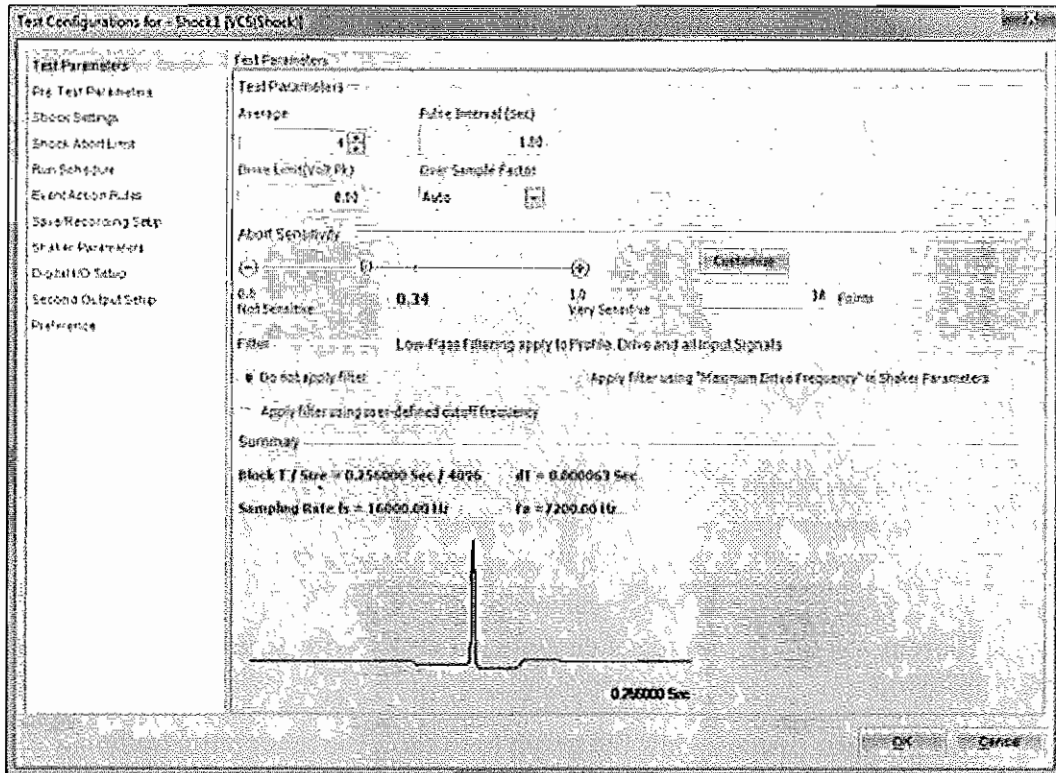 Test Configurations for - Shock1 [VCS\Shock]
Test Parameters
Pre Test Parameters
Shock Settings
Shock Abort Limit
Run Schedule
Event Action Rules
Save/Recording Setup
Shaker Parameters
Digital I/O Setup
Second Output Setup
Preference
Test Parameters
Test Parameters
Average Pulse Interval (Sec)
4 1.00
Drive Limit(Volt Pk) Over Sample Factor
Auto
Abort Sensitivity
Customize
0.0 0.34 1.0 Points
Not Sensitive Very Sensitive
Filter Low-Pass Filtering apply to Profile, Drive and all Input Signals
Do not apply filter Apply filter using "Maximum Drive Frequency" in Shaker Parameters
Apply filter using user-defined cutoff frequency
Summary
Block T / Size = 0.256000 Sec / 4096 dT = 0.000063 Sec
Sampling Rate fs = 16000.00 Hz Fa =7200.00 Hz
0.256000 Sec
OK Cancel